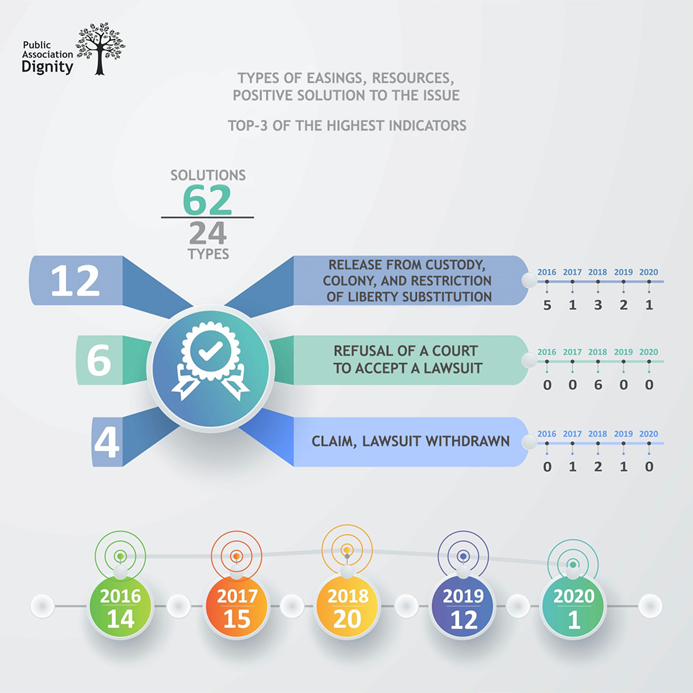 Public
Association
Dignity
TYPES OF EASINGS, RESOURCES,
POSITIVE SOLUTION TO THE ISSUE
TOP-3 OF THE HIGHEST INDICATORS
SOLUTIONS
62
24
TYPES
12
RELEASE FROM CUSTODY,
COLONY, AND RESTRICTION
OF LIBERTY SUBSTITUTION
2016 2017 2018 2019 2020
5 1 3 2 1
6
REFUSAL OF A COURT
TO ACCEPT A LAWSUIT
2016 2017 2018 2019 2020
0 0 6 0 0
4
CLAIM, LAWSUIT WITHDRAWN
2016 2017 2018 2019 2020
0 1 2 1 0
2016 2017 2018 2019 2020
14 15 20 12 1